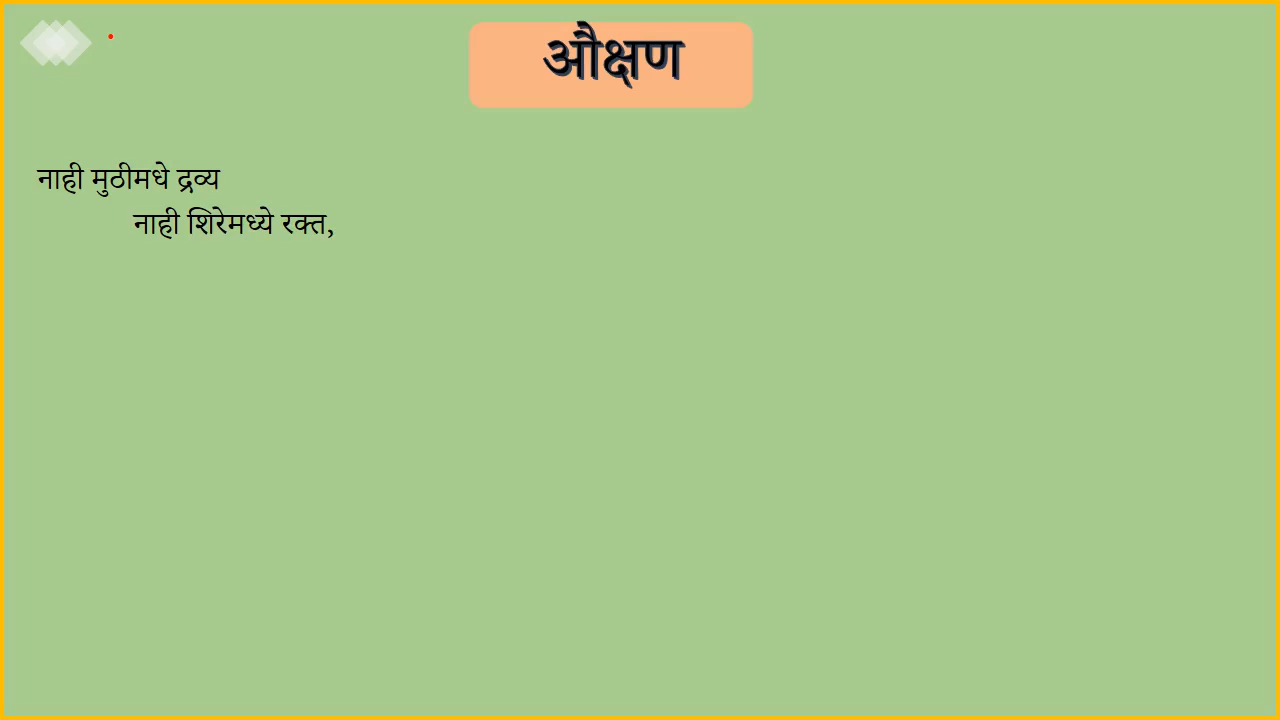 औक्षण
नाही मुठीमधे द्रव्य
नाही शिरेमध्ये रक्त,